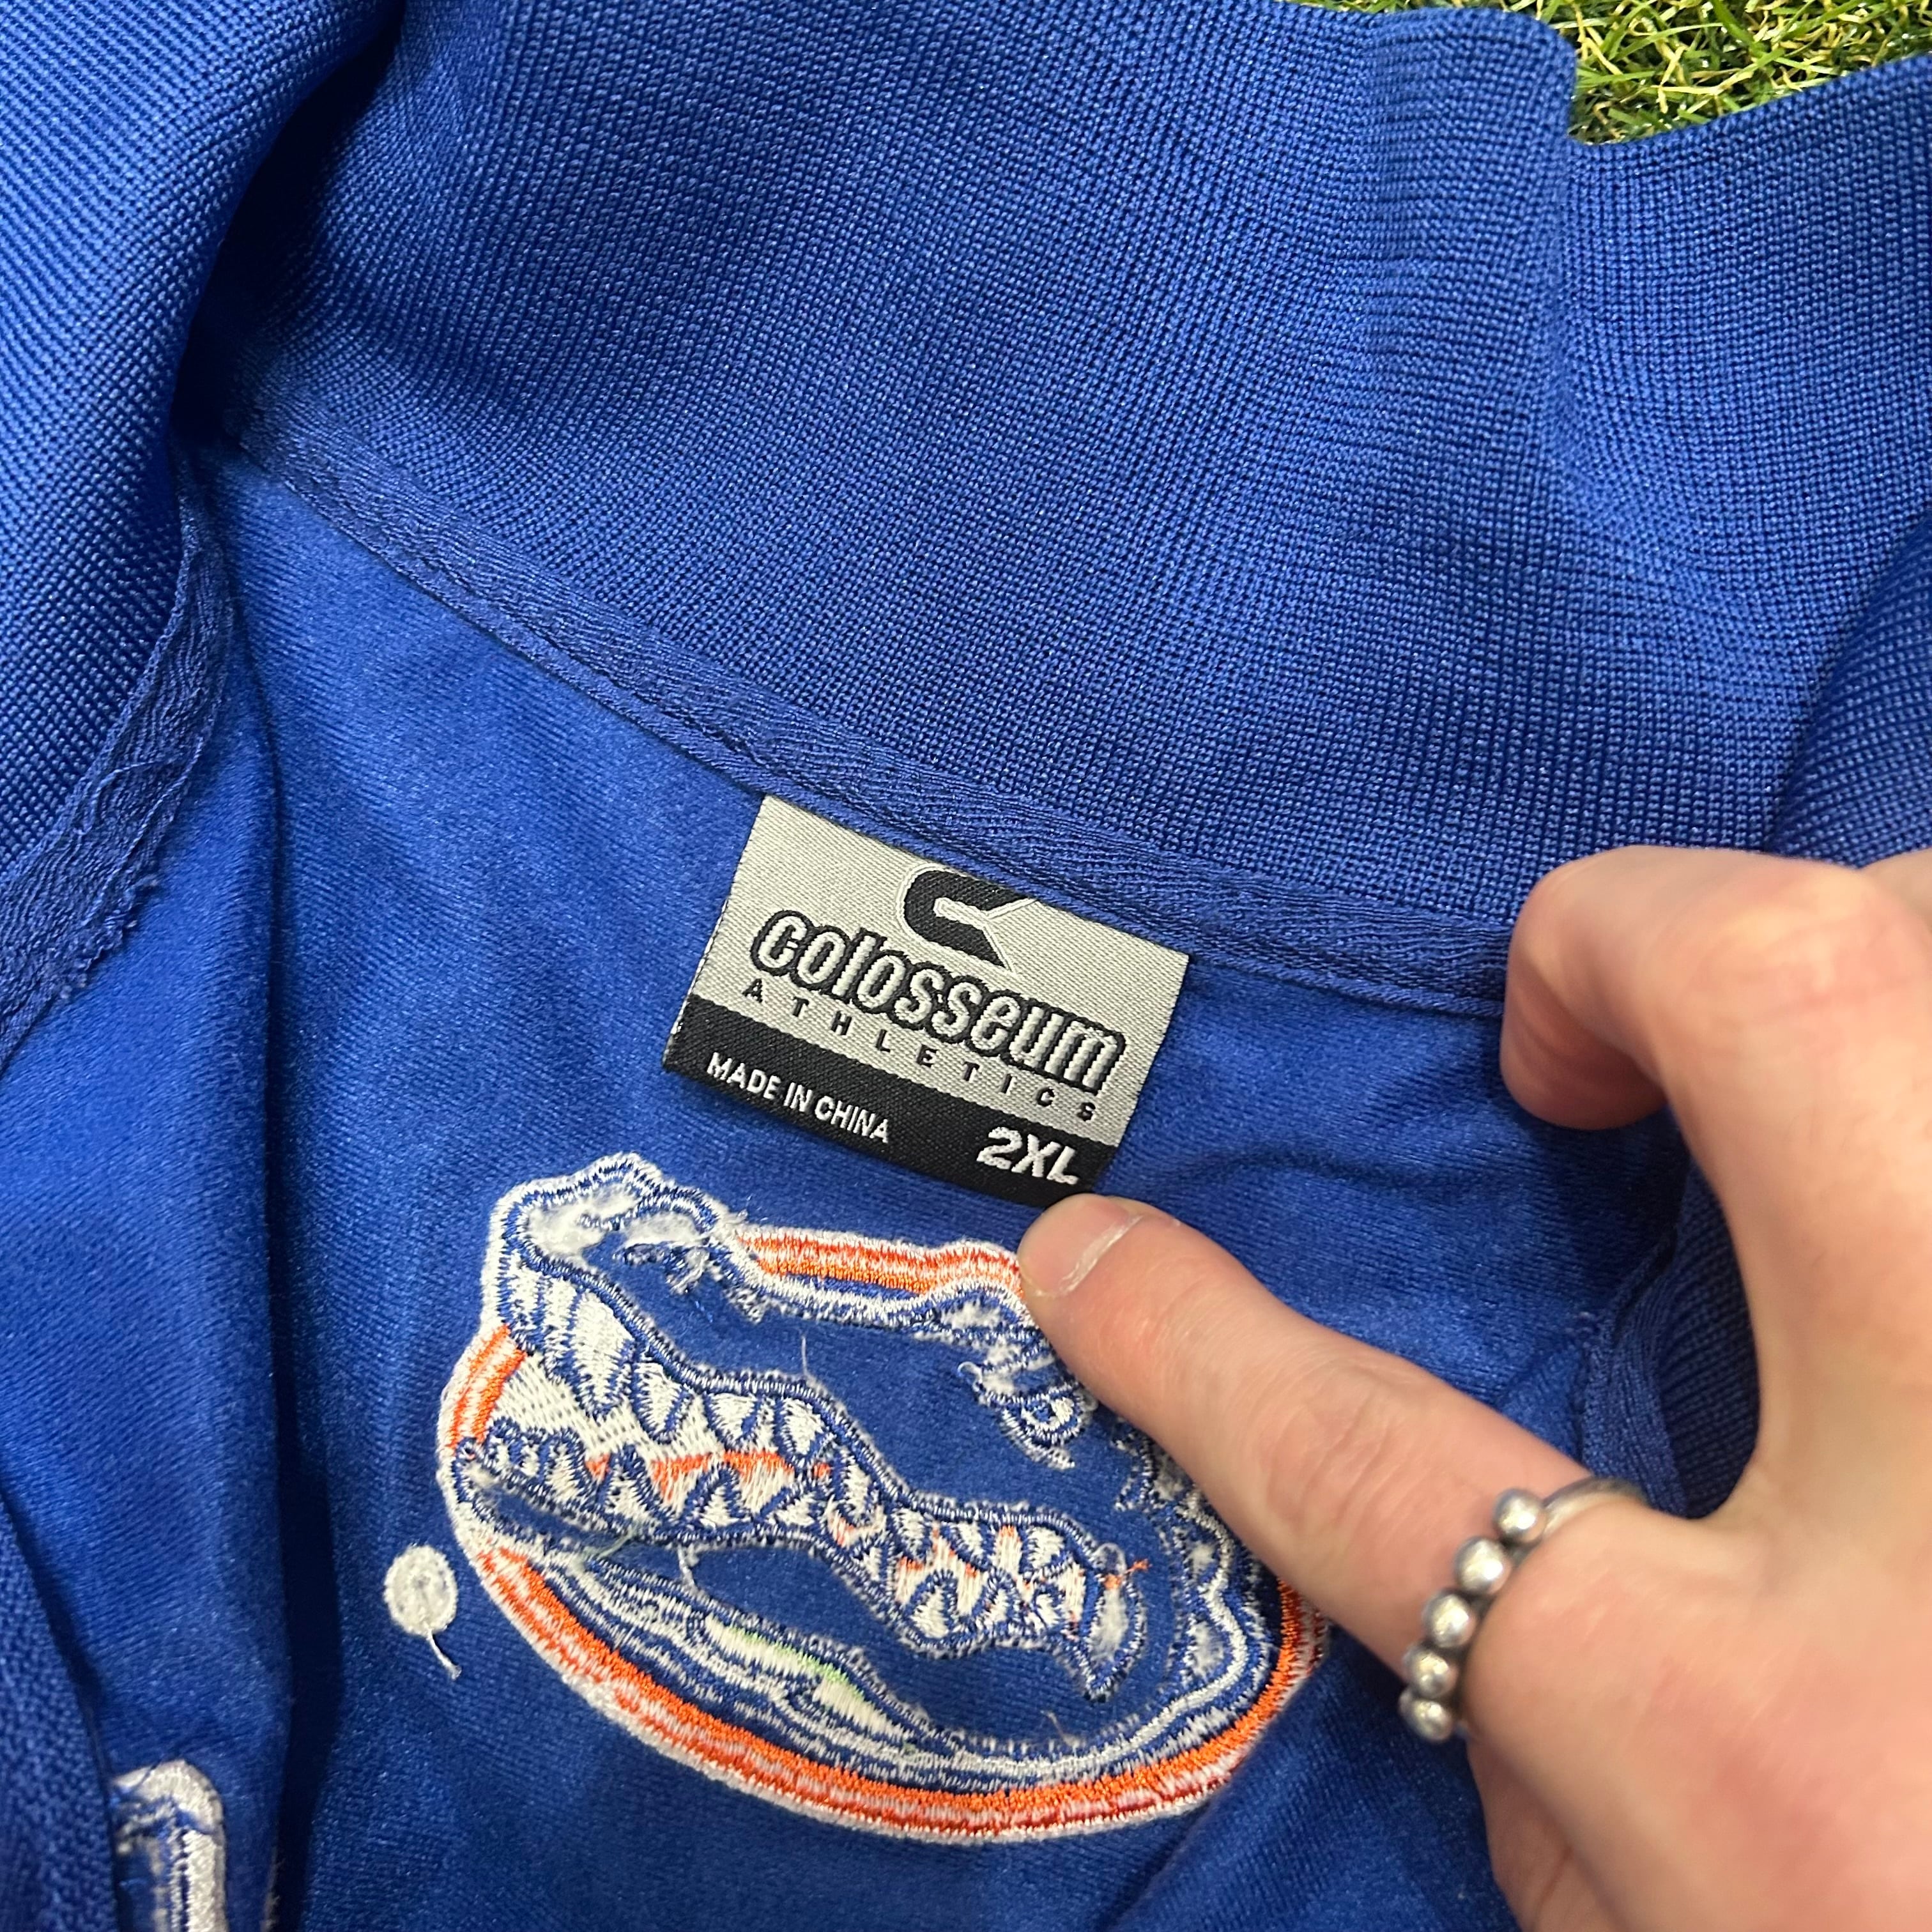 colosseum
ATHLETICS
MADE IN CHINA
2XL